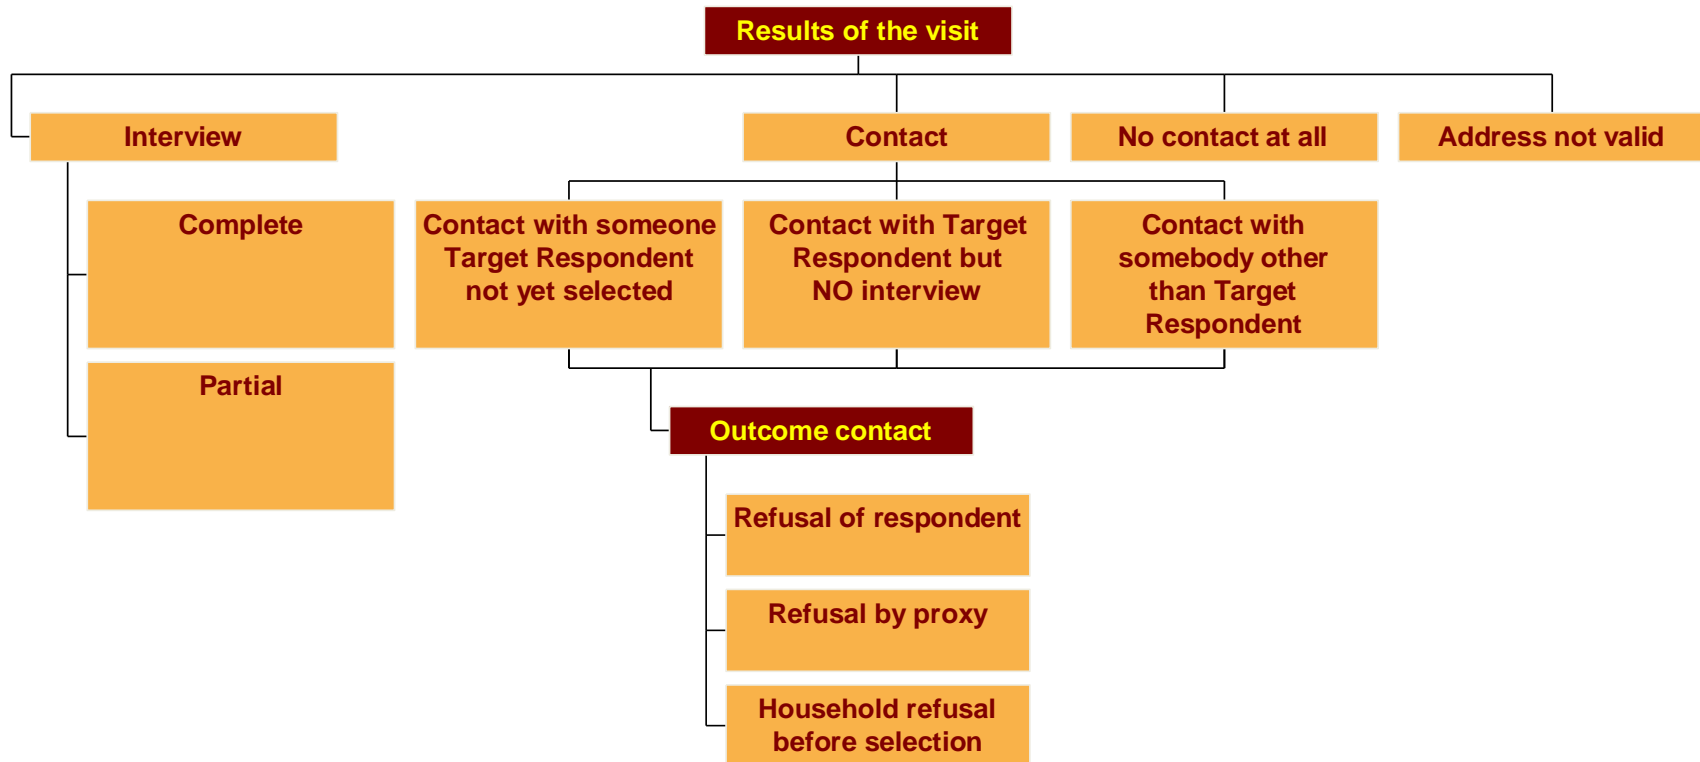 Results of the visit
Interview
Contact
No contact at all
Address not valid
Complete
Contact with someone
Target Respondent
not yet selected
Contact with Target
Respondent but
NO interview
Contact with
somebody other
than Target
Respondent
Partial
Outcome contact
Refusal of respondent
Refusal by proxy
Household refusal
before selection